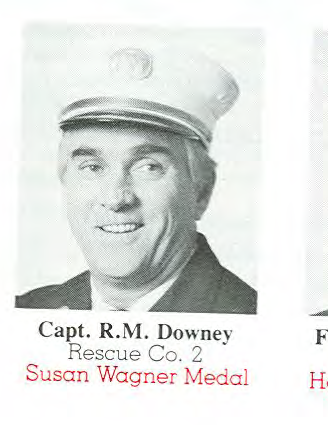 Capt. R.M. Downey
Rescue Co. 2
Susan Wagner Medal
F
H